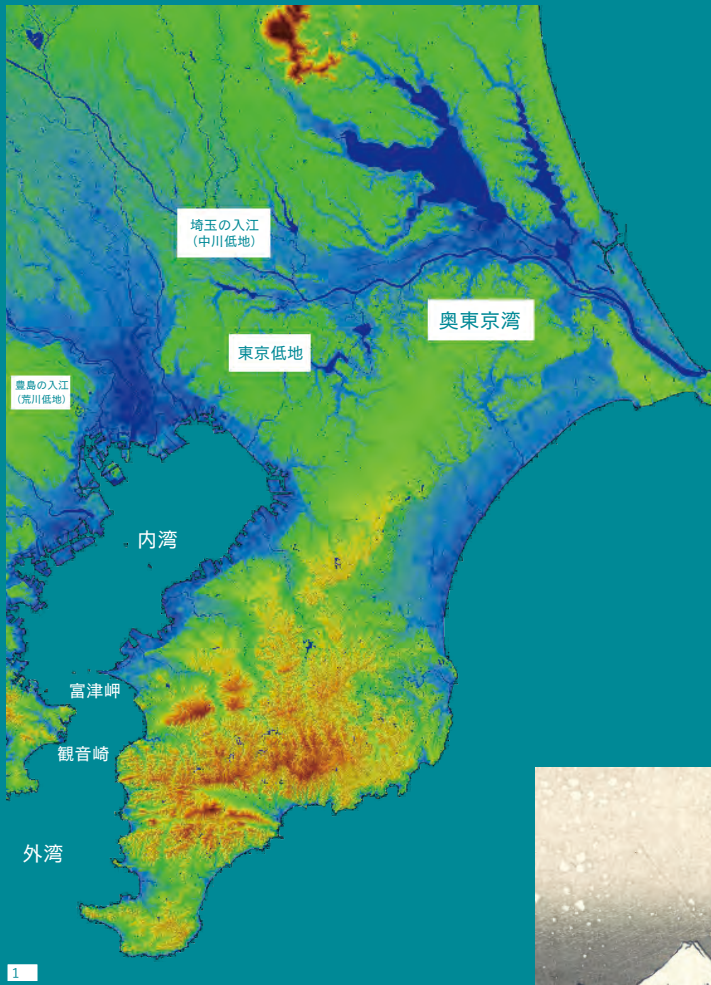 埼玉の入江
(中川低地)
奥東京湾
東京低地
豊島の入江
(荒川低地)
内湾
富津岬
観音崎
外湾
1